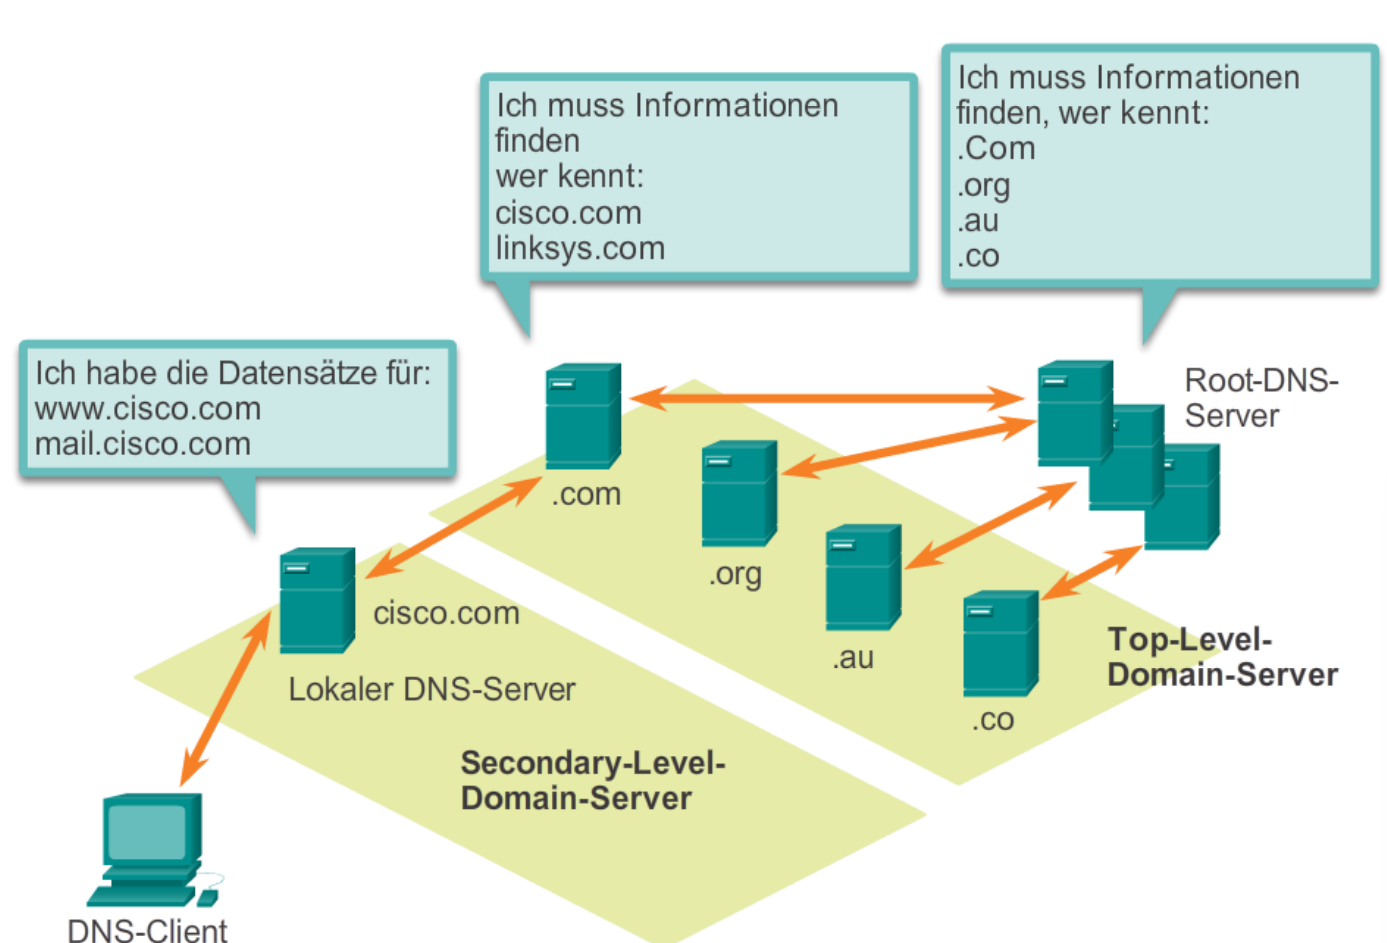 Ich muss Informationen
finden, wer kennt:
.Com
.org
.au
.co
Ich muss Informationen
finden
wer kennt:
cisco.com
linksys.com
Ich habe die Datensätze für:
www.cisco.com
mail.cisco.com
Root-DNS-
Server
.com
.org
.au
.co
cisco.com
Lokaler DNS-Server
Top-Level-
Domain-Server
Secondary-Level-
Domain-Server
DNS-Client